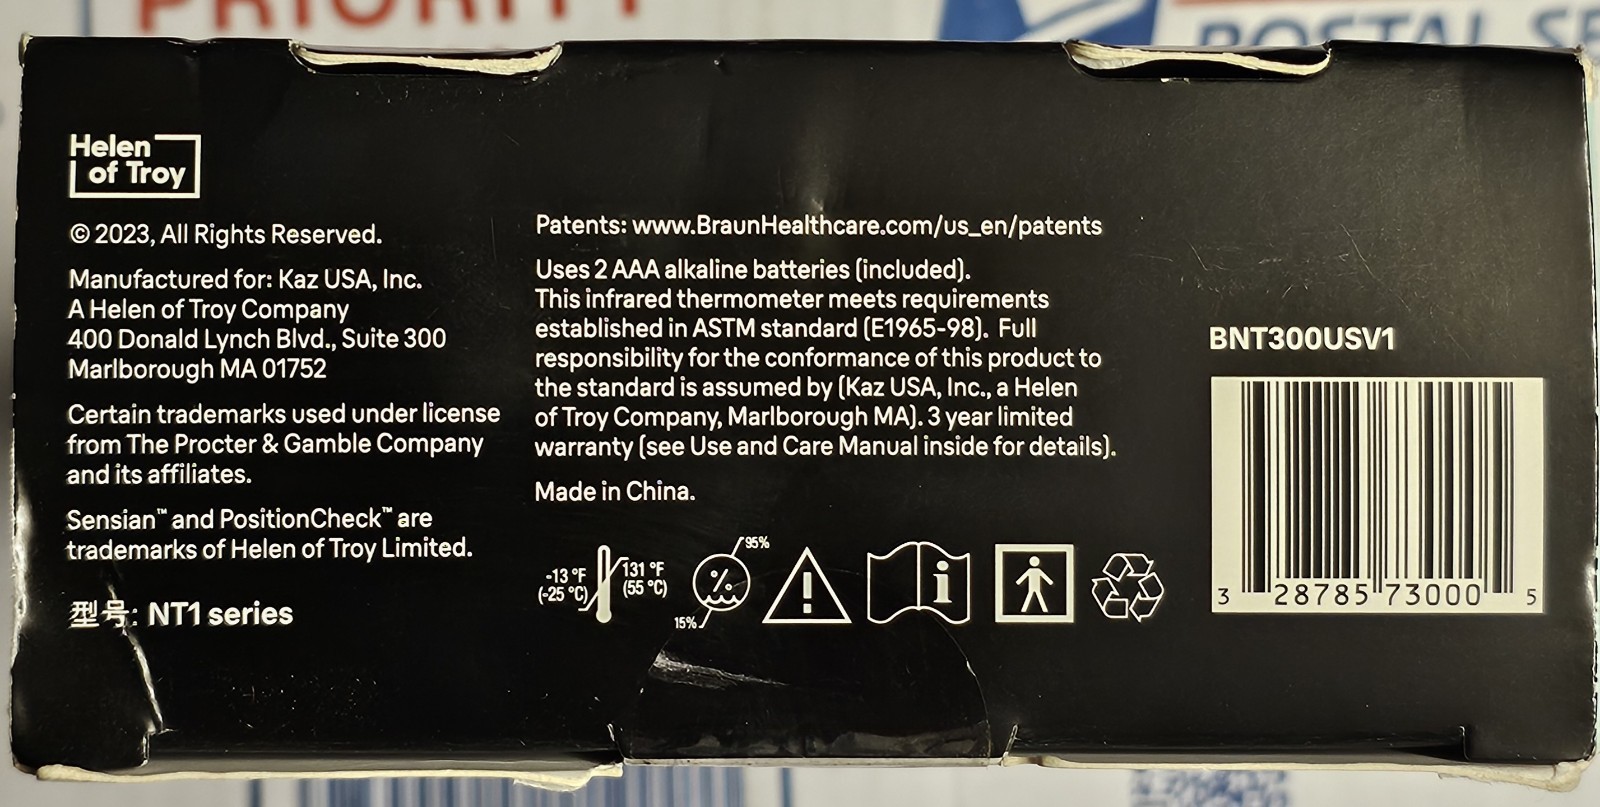 PRIORITY
POSTAL SE
Helen
of Troy
© 2023, All Rights Reserved.
Manufactured for: Kaz USA, Inc.
A Helen of Troy Company
400 Donald Lynch Blvd., Suite 300
Marlborough MA 01752
Certain trademarks used under license
from The Procter & Gamble Company
and its affiliates.
Sensian™ and PositionCheck™ are
trademarks of Helen of Troy Limited.
型号: NT1 series
Patents: www.BraunHealthcare.com/us_en/patents
Uses 2 AAA alkaline batteries (included).
This infrared thermometer meets requirements
established in ASTM standard (E1965-98). Full
responsibility for the conformance of this product to
the standard is assumed by (Kaz USA, Inc., a Helen
of Troy Company, Marlborough MA). 3 year limited
warranty (see Use and Care Manual inside for details).
Made in China.
-13 °F
(-25 °C)
131 °F
(55 °C)
95%
%
15%
BNT300USV1
3 28785 73000 5